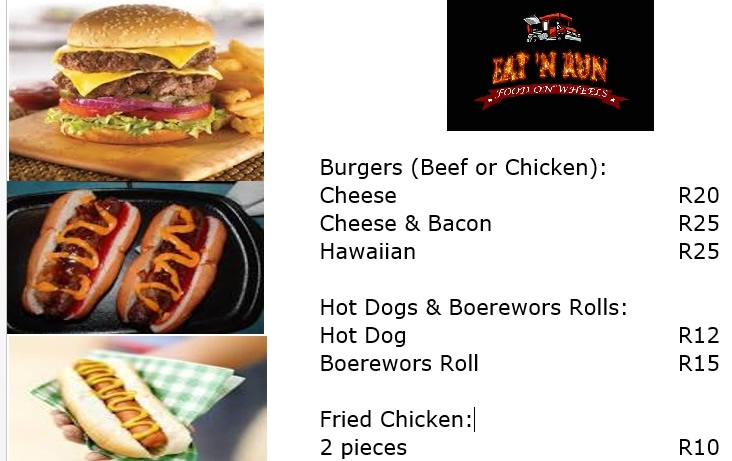 EAT 'N RUN
FOOD ON WHEELS
Burgers (Beef or Chicken):
Cheese R20
Cheese & Bacon R25
Hawaiian R25
Hot Dogs & Boerewors Rolls:
Hot Dog R12
Boerewors Roll R15
Fried Chicken:
2 pieces R10